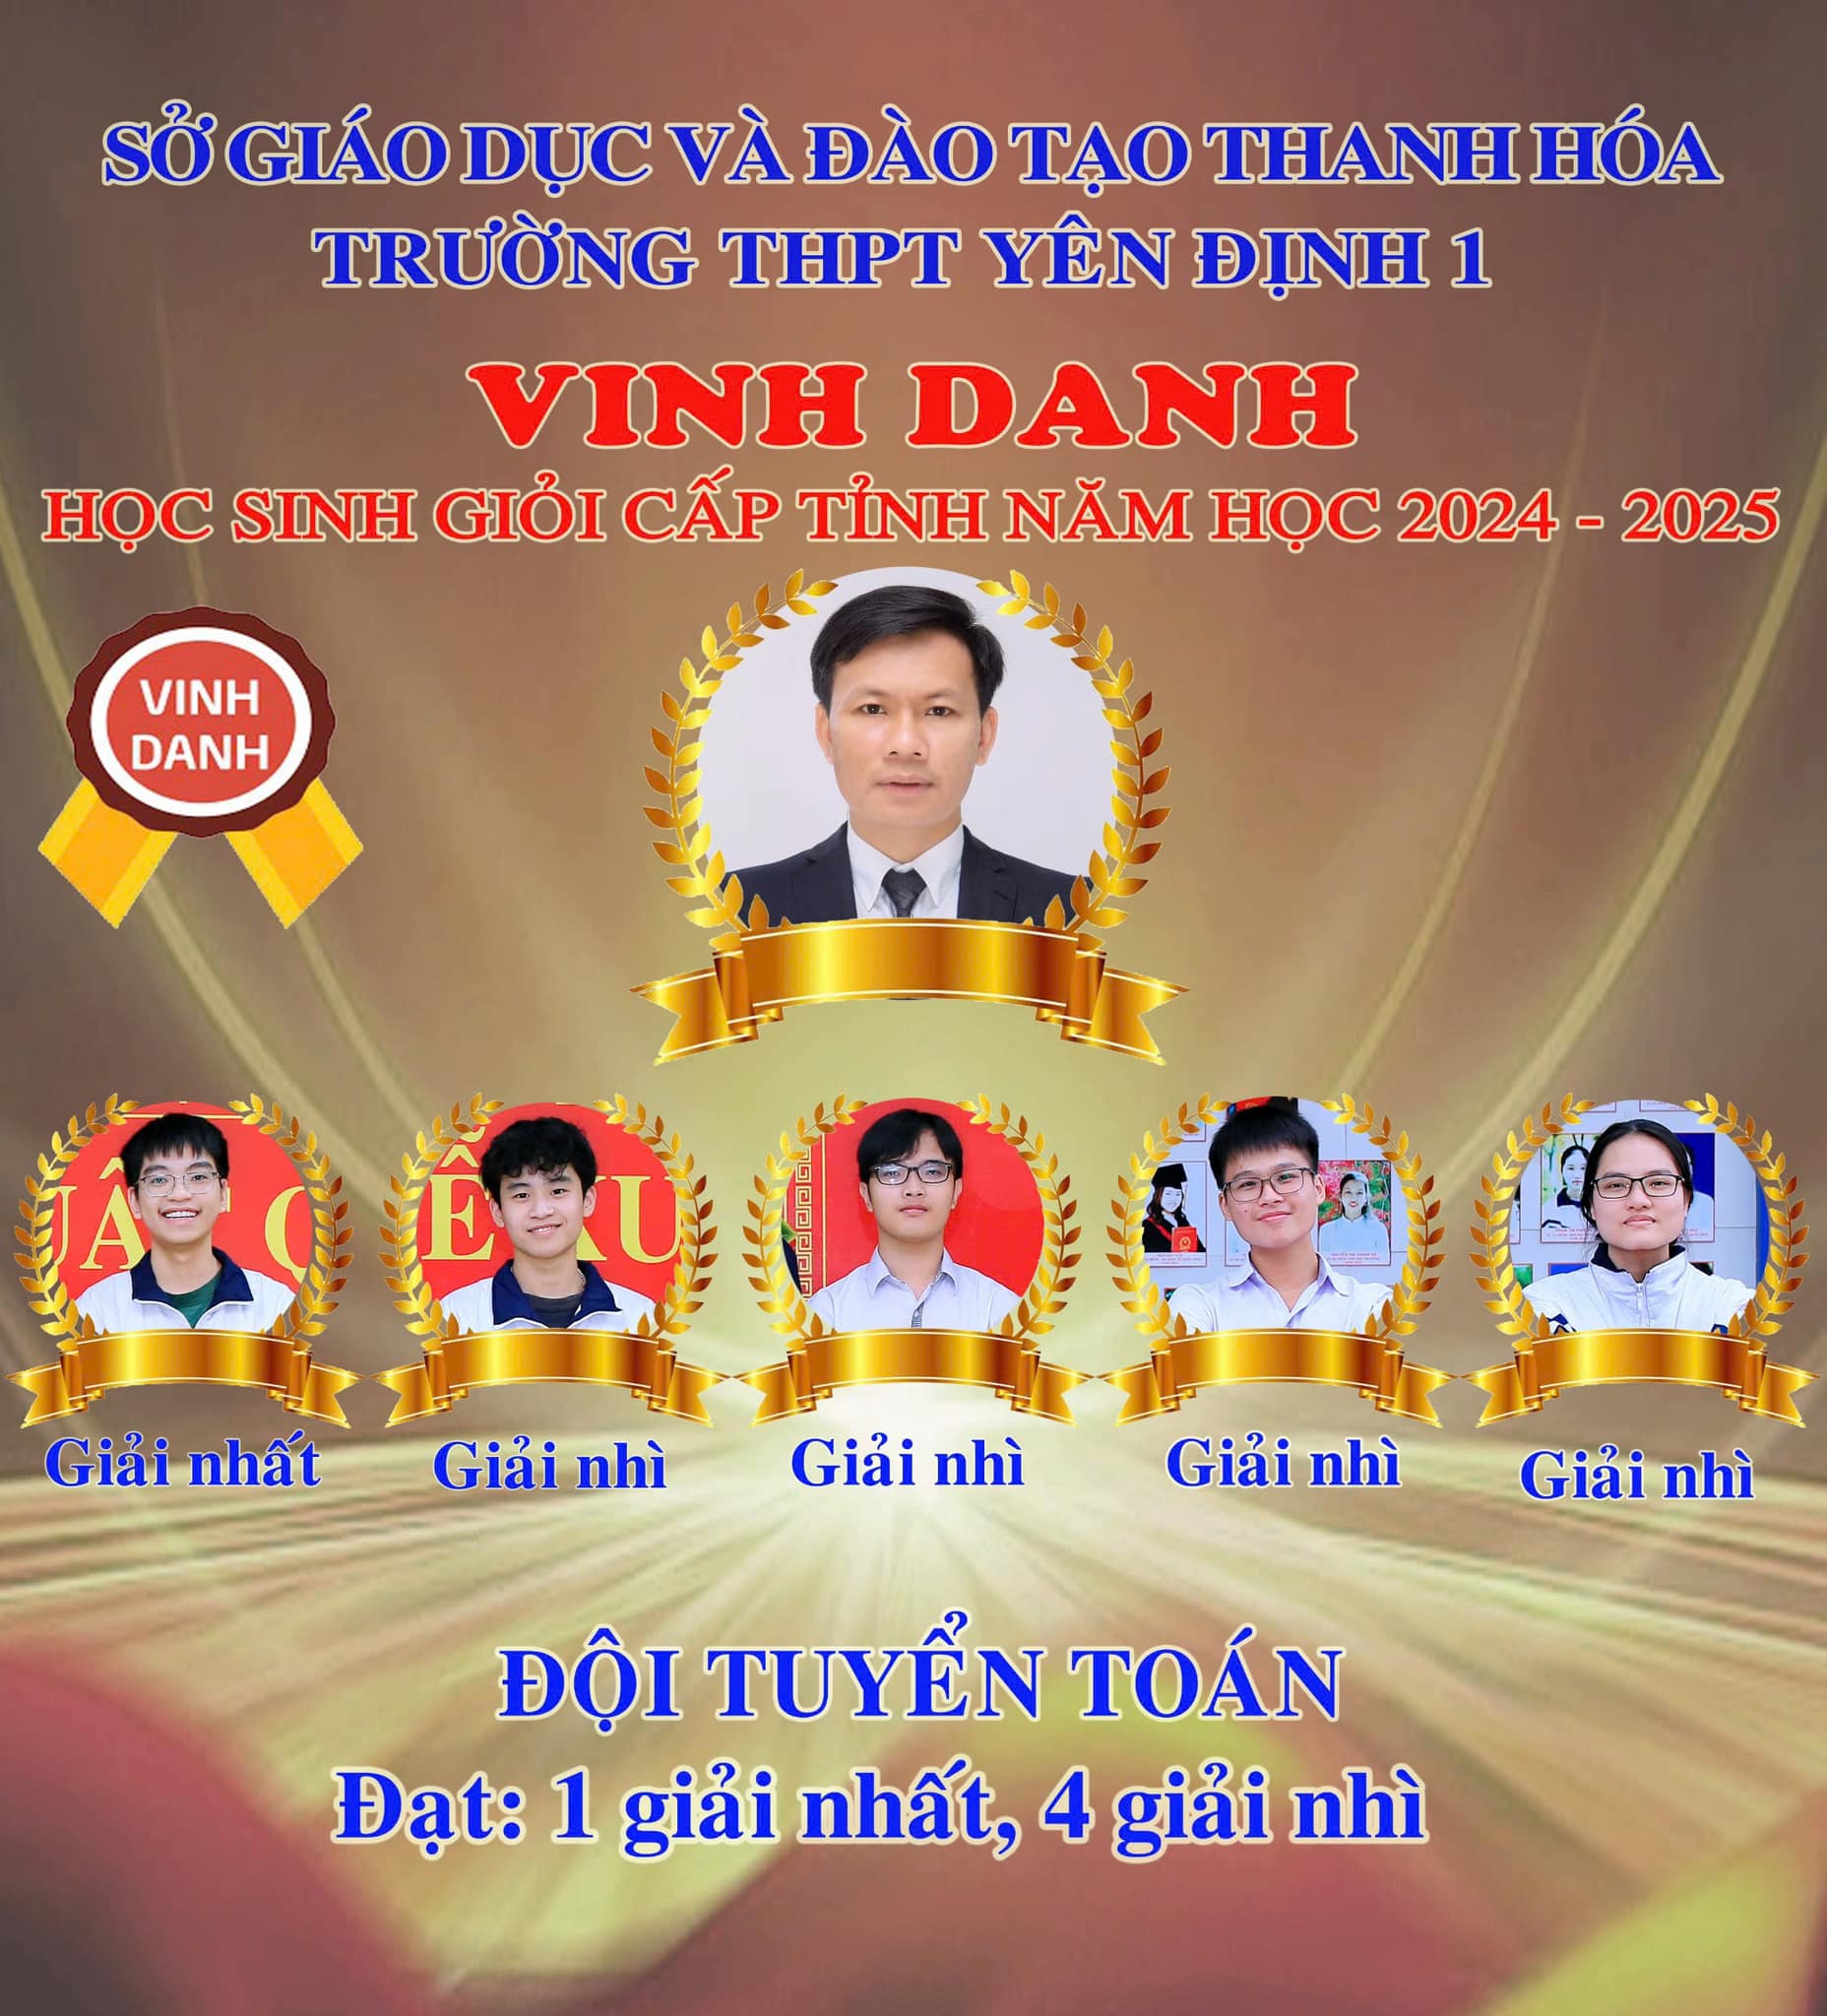 SỞ GIÁO DỤC VÀ ĐÀO TẠO THANH HÓA
TRƯỜNG THPT YÊN ĐỊNH 1
VINH DANH
HỌC SINH GIỎI CẤP TỈNH NĂM HỌC 2024 - 2025
VINH
DANH
Giải nhất
Giải nhì
Giải nhì
Giải nhì
Giải nhì
ĐỘI TUYỂN TOÁN
Đạt: 1 giải nhất, 4 giải nhì